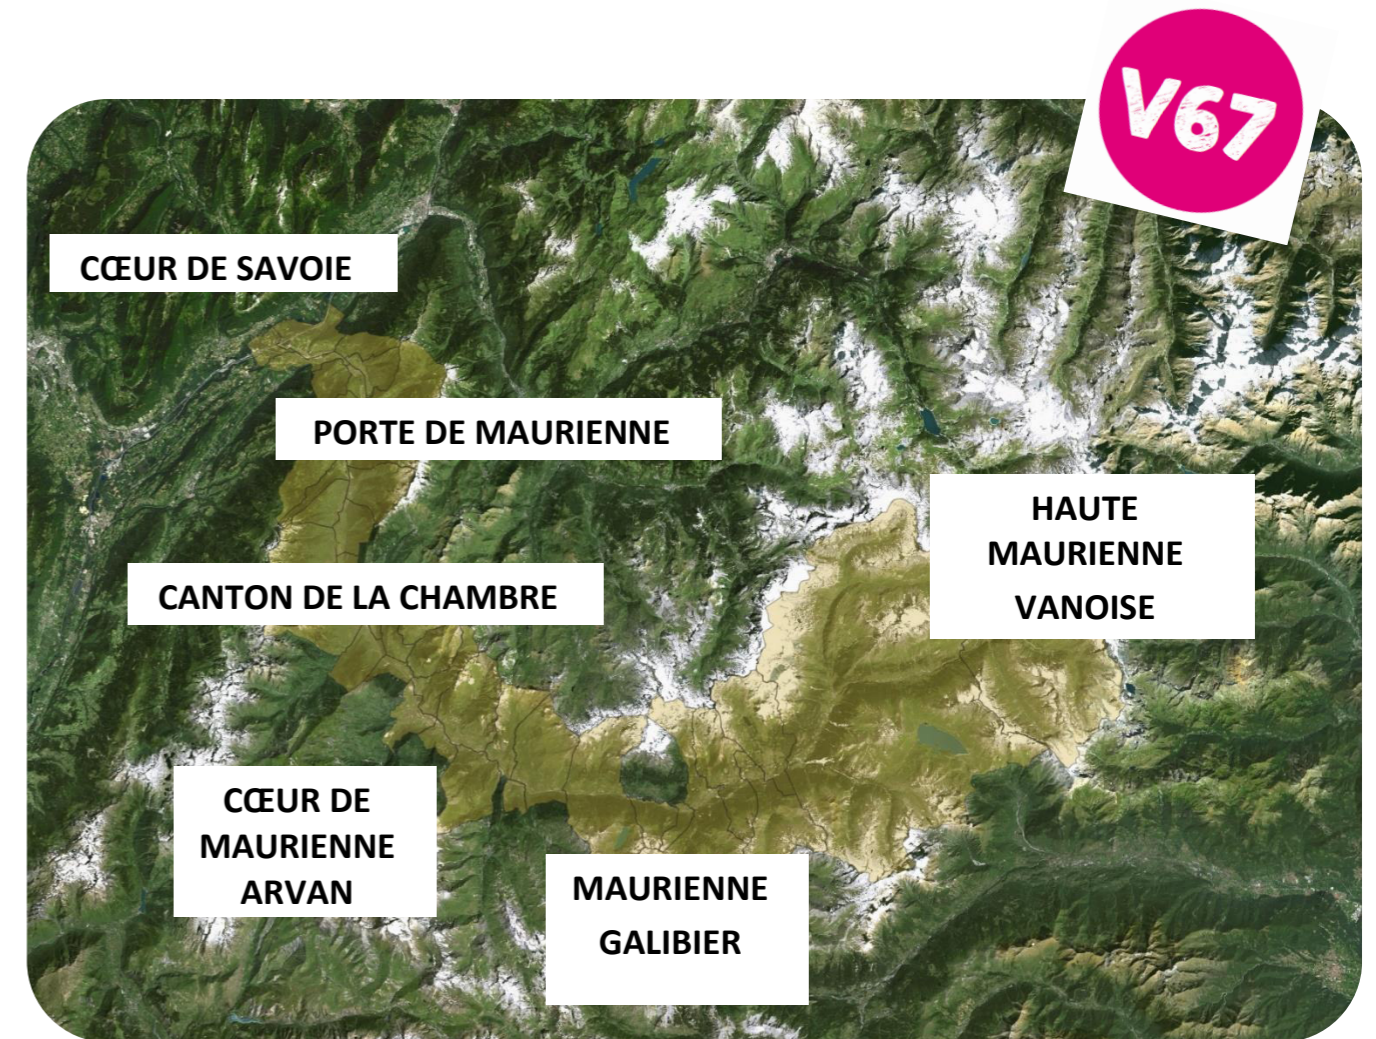 V67
CŒUR DE SAVOIE
PORTE DE MAURIENNE
HAUTE
MAURIENNE
VANOISE
CANTON DE LA CHAMBRE
CŒUR DE
MAURIENNE
ARVAN
MAURIENNE
GALIBIER